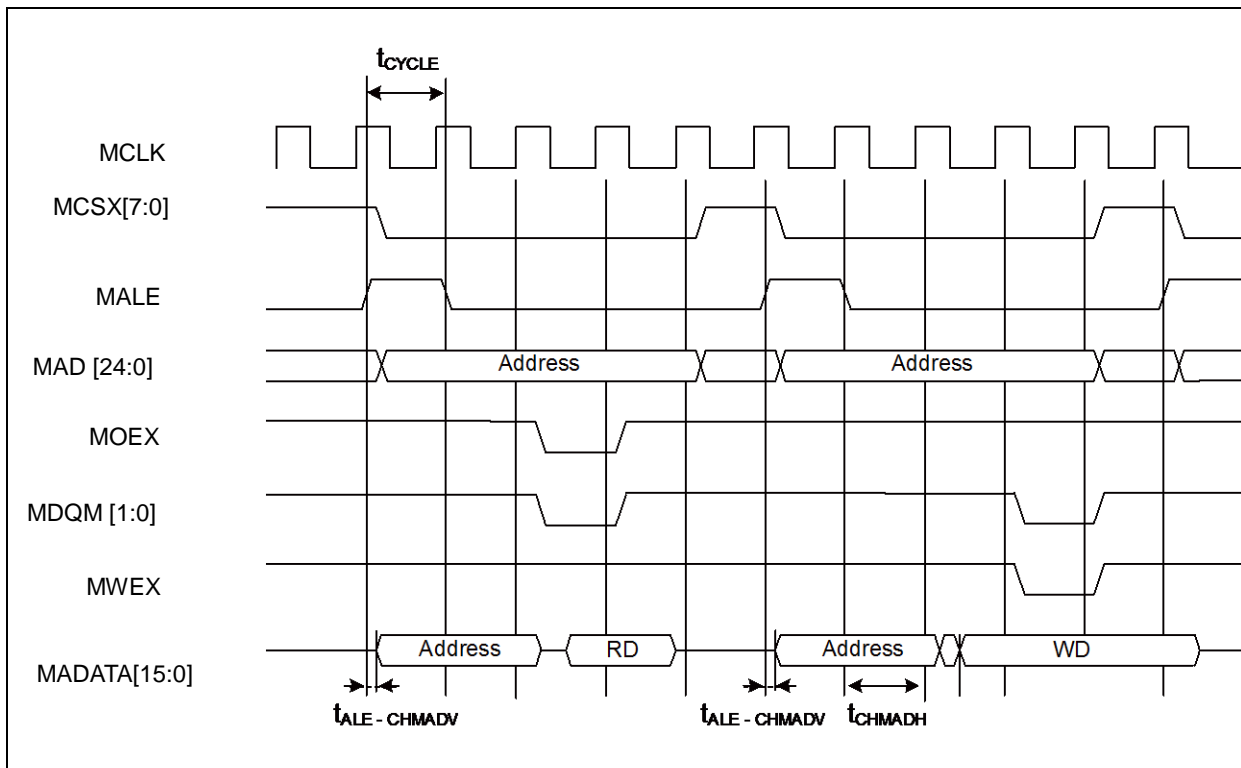 tCYCLE
MCLK
MCSX[7:0]
MALE
MAD [24:0]
Address
Address
MOEX
MDQM [1:0]
MWEX
MADATA[15:0]
Address
RD
Address
WD
tALE - CHMADV
tALE - CHMADV
tCHMADH